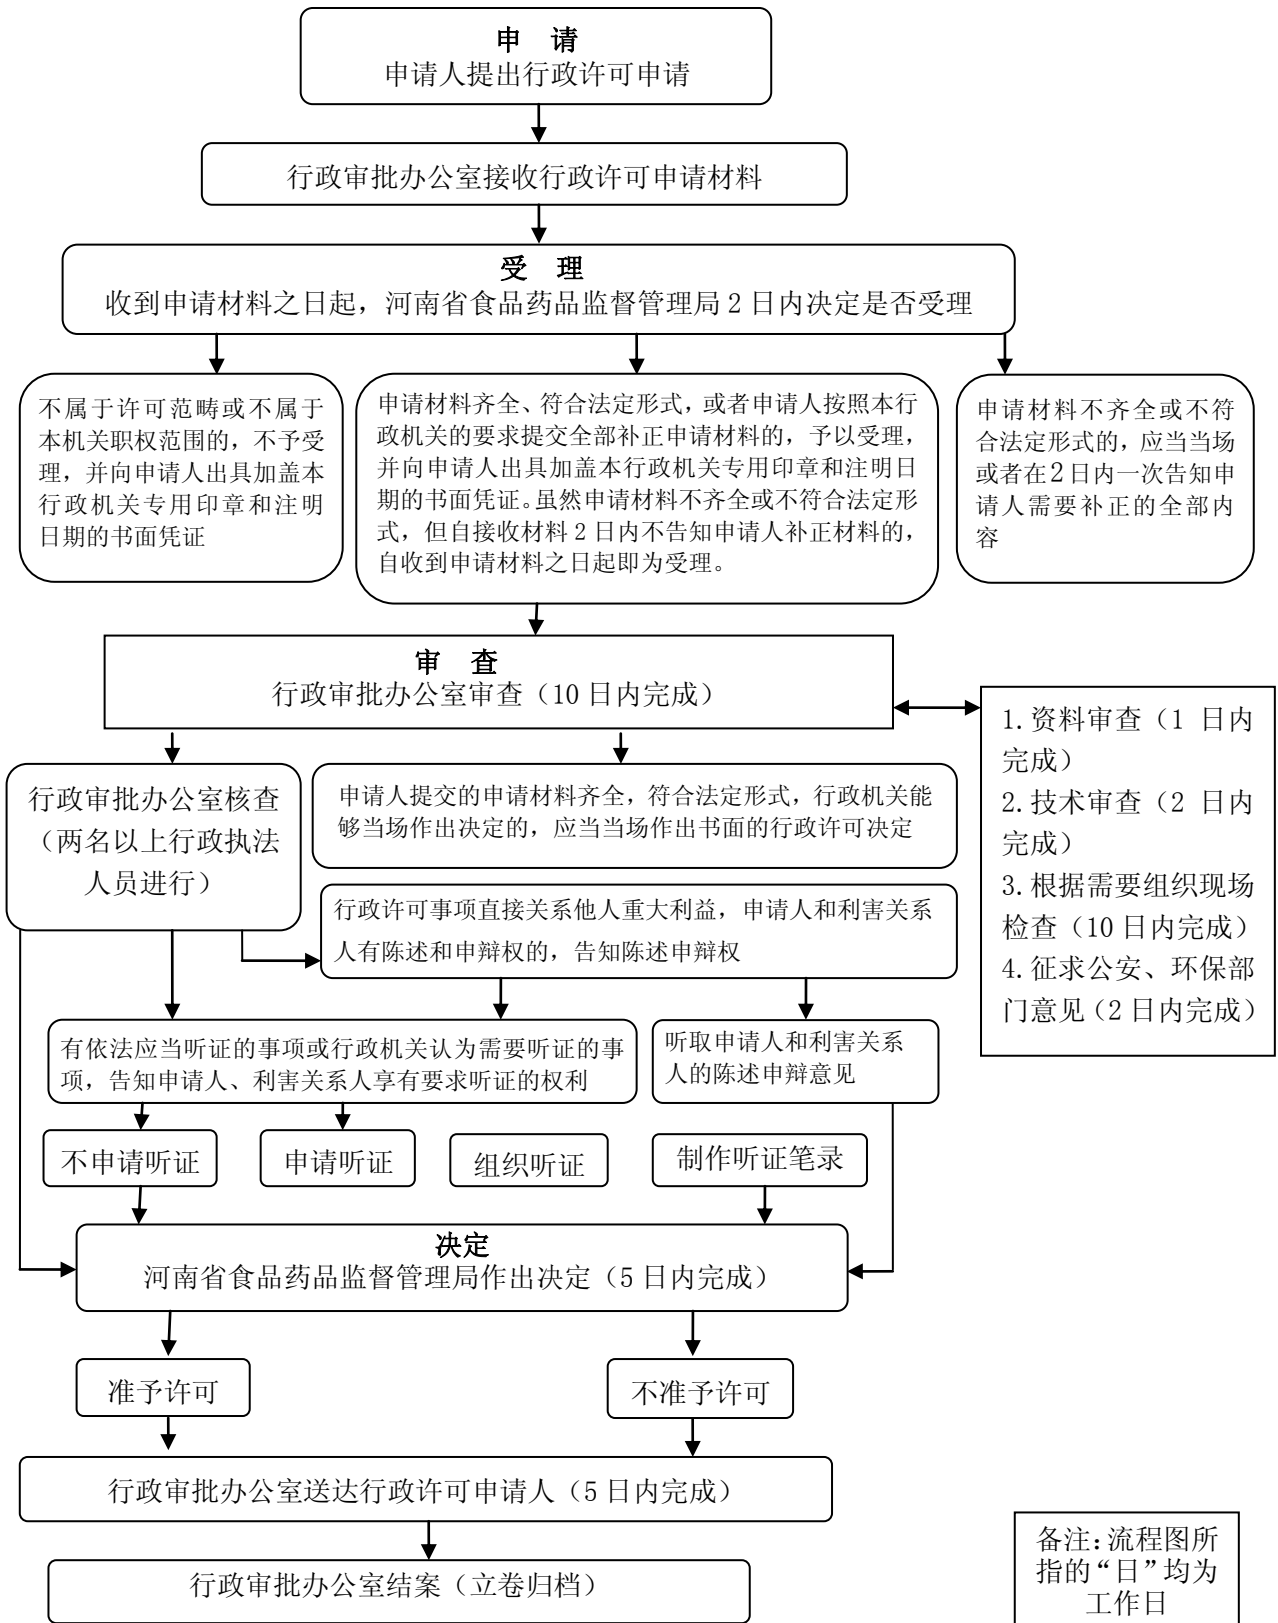 申 请
申请人提出行政许可申请
行政审批办公室接收行政许可申请材料
受 理
收到申请材料之日起，河南省食品药品监督管理局 2 日内决定是否受理
不属于许可范畴或不属于
本机关职权范围的，不予受
理，并向申请人出具加盖本
行政机关专用印章和注明
日期的书面凭证
申请材料齐全、符合法定形式，或者申请人按照本行
政机关的要求提交全部补正申请材料的，予以受理，
并向申请人出具加盖本行政机关专用印章和注明日
期的书面凭证。虽然申请材料不齐全或不符合法定形
式，但自接收材料 2 日内不告知申请人补正材料的，
自收到申请材料之日起即为受理。
申请材料不齐全或不符
合法定形式的，应当当场
或者在2日内一次告知申
请人需要补正的全部内
容
审 查
行政审批办公室审查（10 日内完成）
1.资料审查（1 日内
完成）
2.技术审查（2 日内
完成）
3.根据需要组织现场
检查（10 日内完成）
4.征求公安、环保部
门意见（2 日内完成）
行政审批办公室核查
（两名以上行政执法
人员进行）
申请人提交的申请材料齐全，符合法定形式，行政机关能
够当场作出决定的，应当当场作出书面的行政许可决定
行政许可事项直接关系他人重大利益，申请人和利害关系
人有陈述和申辩权的，告知陈述申辩权
有依法应当听证的事项或行政机关认为需要听证的事
项，告知申请人、利害关系人享有要求听证的权利
听取申请人和利害关系
人的陈述申辩意见
不申请听证
申请听证
组织听证
制作听证笔录
决定
河南省食品药品监督管理局作出决定（5 日内完成）
准予许可
不准予许可
行政审批办公室送达行政许可申请人（5 日内完成）
行政审批办公室结案（立卷归档）
备注：流程图所
指的“日”均为
工作日